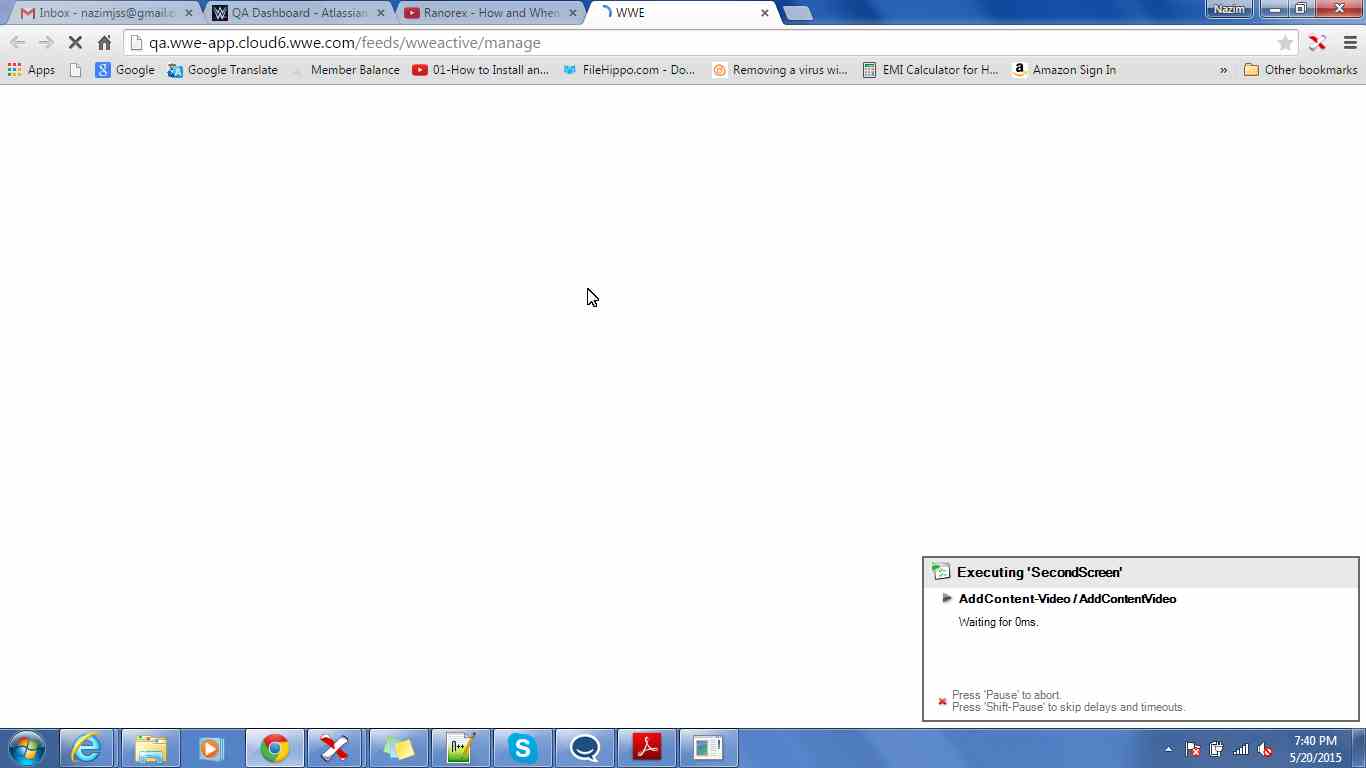 Inbox - nazimjss@gmail.c
QA Dashboard - Atlassian
Ranorex - How and When
WWE
Nazim
qa.wwe-app.cloud6.wwe.com/feeds/wweactive/manage
Apps
Google
Google Translate
Member Balance
01-How to Install an...
FileHippo.com - Do...
Removing a virus wi...
EMI Calculator for H...
Amazon Sign In
»
Other bookmarks
Executing 'SecondScreen'
AddContent-Video / AddContentVideo
Waiting for 0ms.
Press 'Pause' to abort.
Press 'Shift-Pause' to skip delays and timeouts.
7:40 PM
5/20/2015